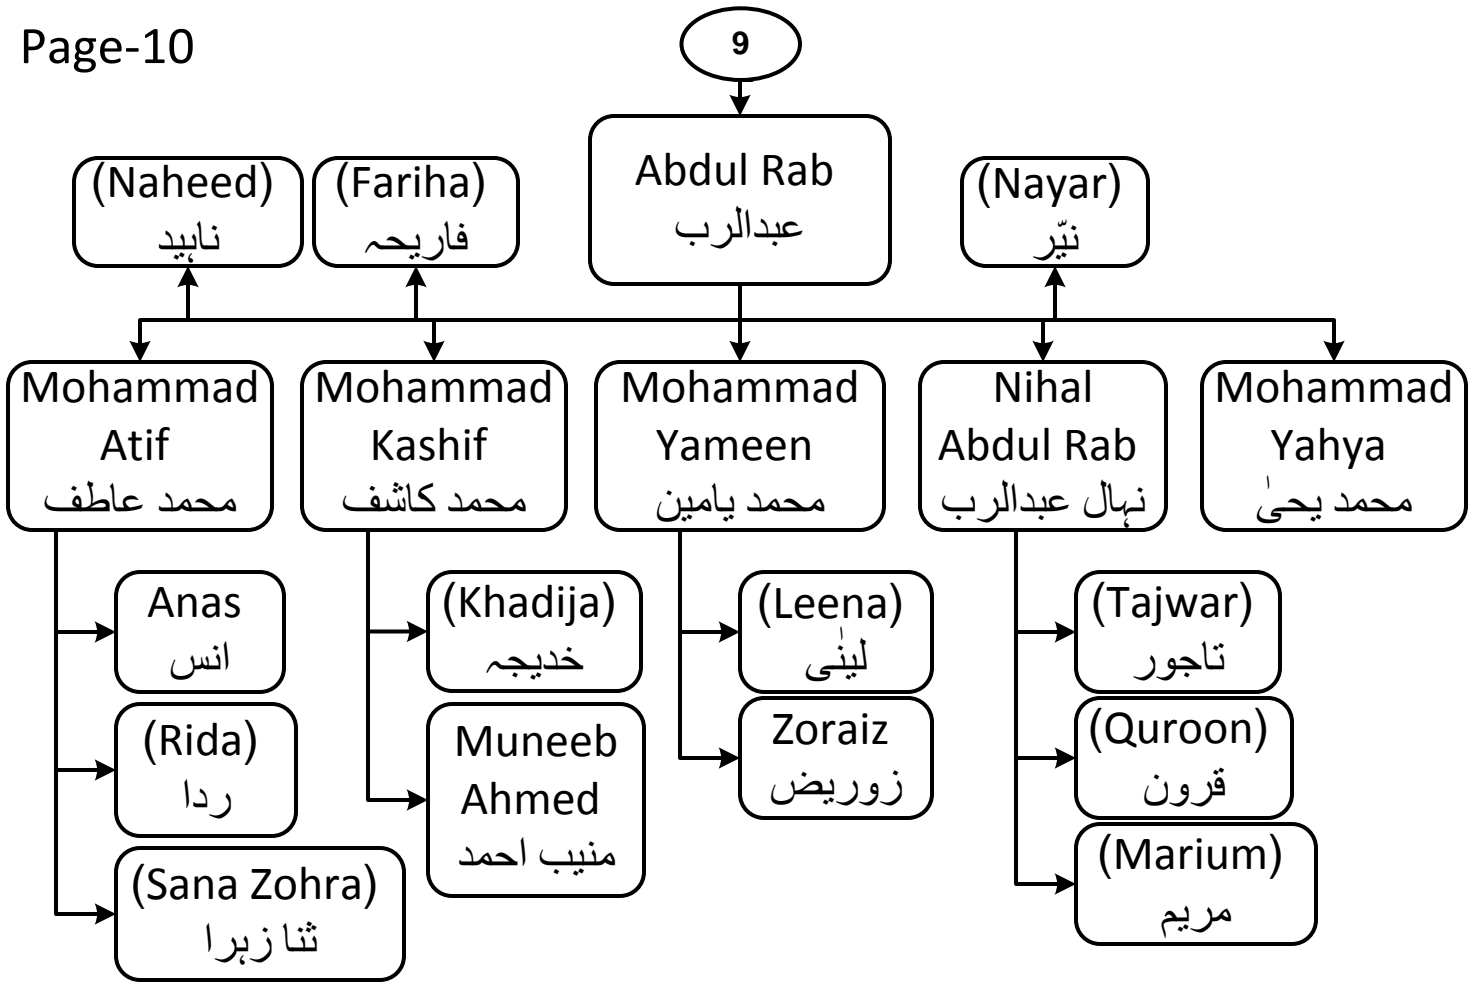 Page-10
9
Abdul Rab
عبدالرب
(Naheed)
ناہید
(Fariha)
فاریحہ
(Nayar)
نیّر
Mohammad
Atif
محمد عاطف
Mohammad
Kashif
محمد کاشف
Mohammad
Yameen
محمد یامین
Nihal
Abdul Rab
نہال عبدالرب
Mohammad
Yahya
محمد یحیٰ
Anas
انس
(Rida)
ردا
(Sana Zohra)
ثنا زہرا
(Khadija)
خدیجہ
Muneeb
Ahmed
منیب احمد
(Leena)
لینٰی
Zoraiz
زوریض
(Tajwar)
تاجور
(Quroon)
قرون
(Marium)
مریم